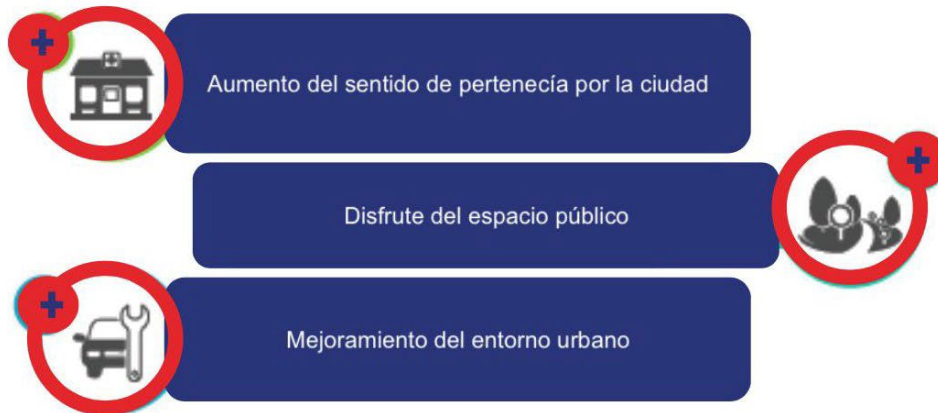 Aumento del sentido de pertenecía por la ciudad
Disfrute del espacio público
Mejoramiento del entorno urbano